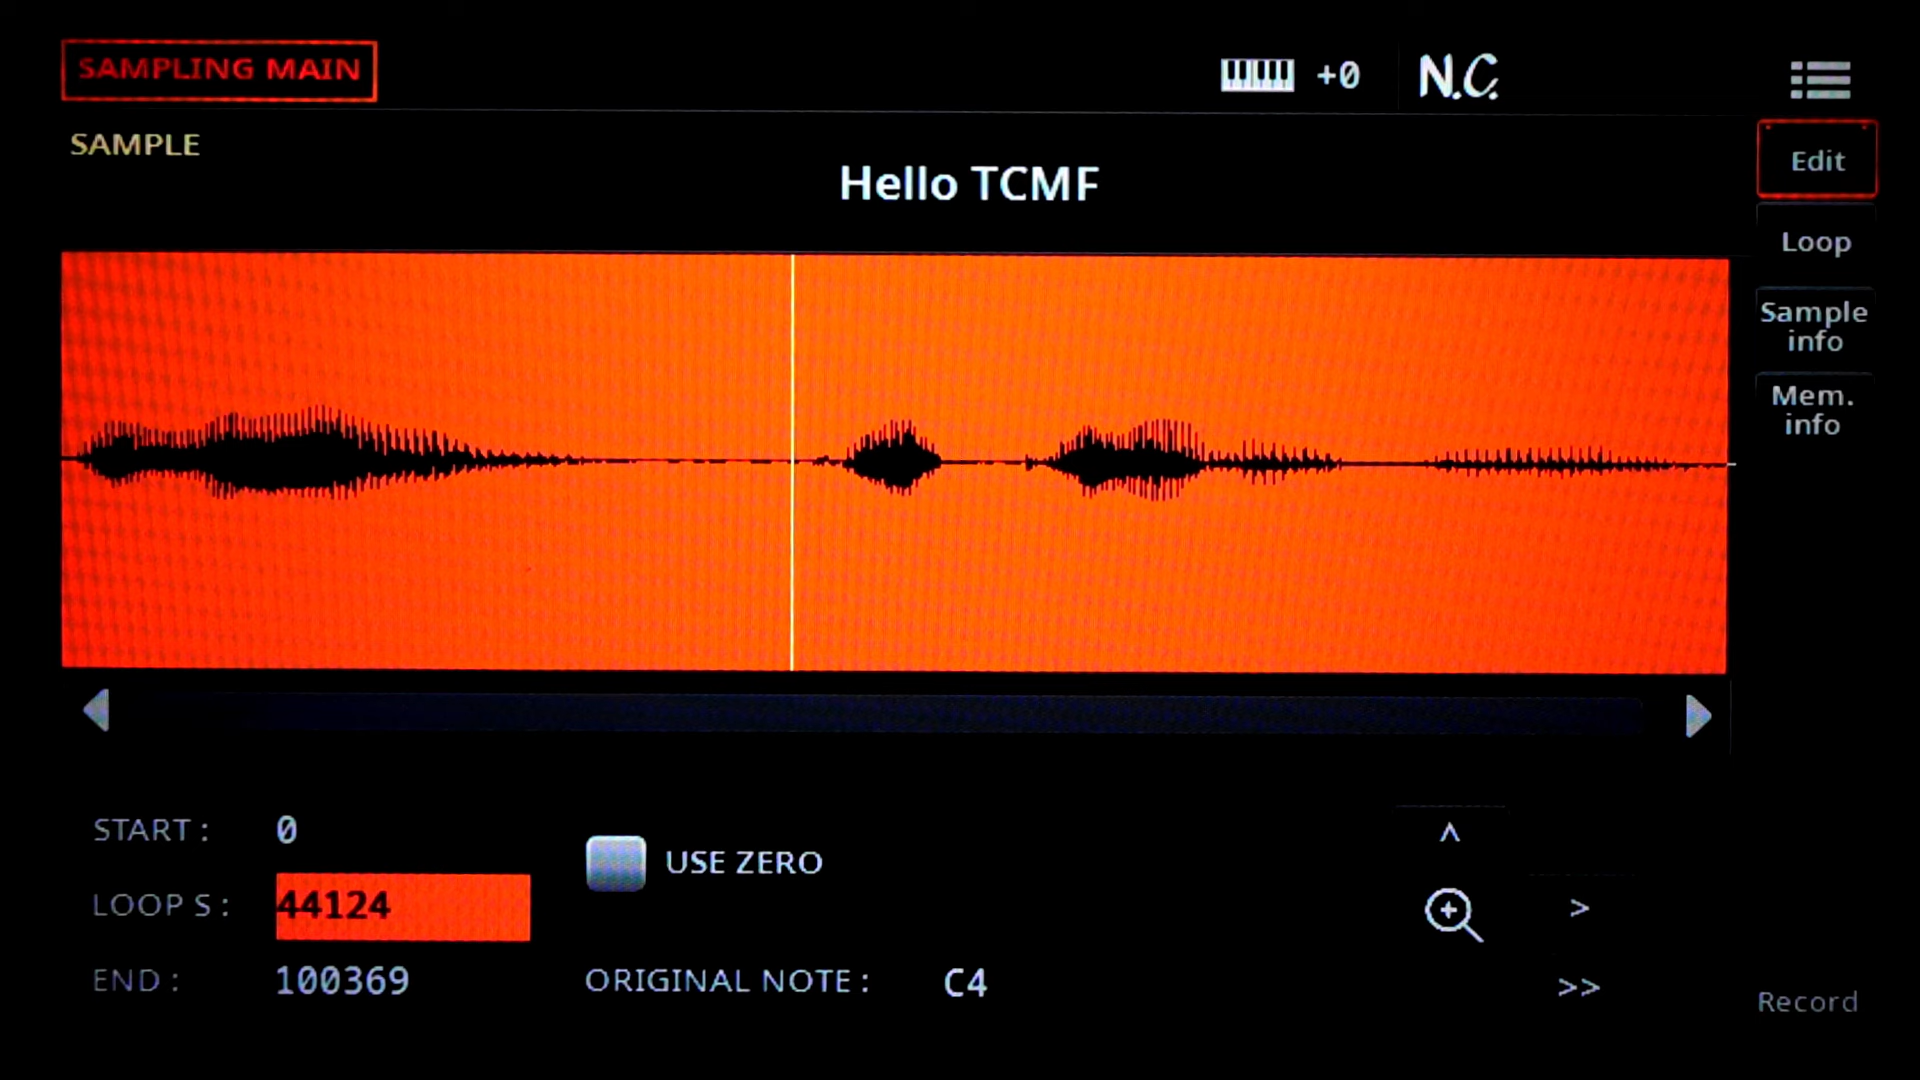 SAMPLING MAIN
+0
N.C.
SAMPLE
Hello TCMF
Edit
Loop
Sample
info
Mem.
info
START : 0
USE ZERO
LOOP S : 44124
END : 100369
ORIGINAL NOTE : C4
^
>
>>
Record